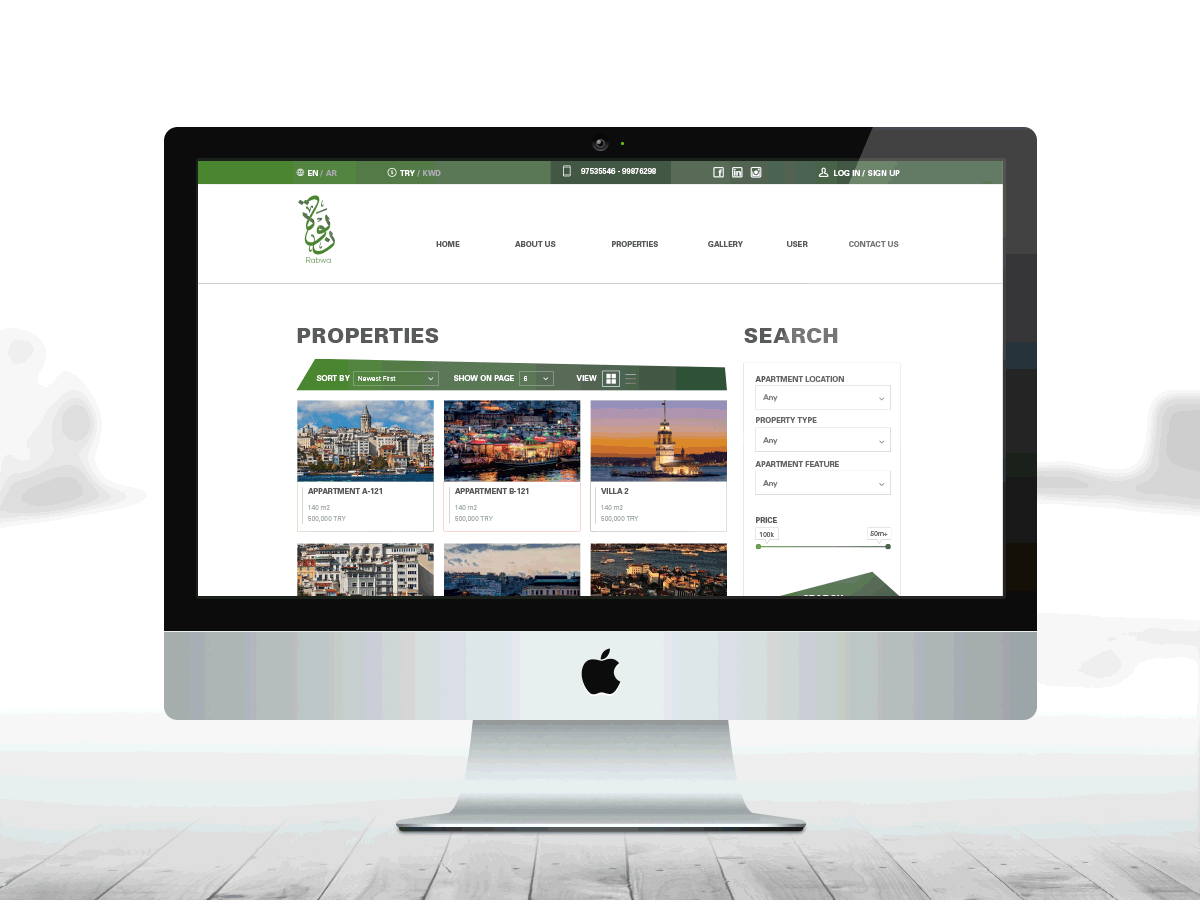 EN / AR
TRY / KWD
97535546 - 99876298
LOG IN / SIGN UP
ربوة
Rabwa
HOME
ABOUT US
PROPERTIES
GALLERY
USER
CONTACT US
PROPERTIES
SORT BY
Newest First
SHOW ON PAGE
6
VIEW
APPARTMENT A-121
140 m2
500,000 TRY
APPARTMENT B-121
140 m2
500,000 TRY
VILLA 2
140 m2
500,000 TRY
SEARCH
APARTMENT LOCATION
Any
PROPERTY TYPE
Any
APARTMENT FEATURE
Any
PRICE
100k
50m+
SEARCH